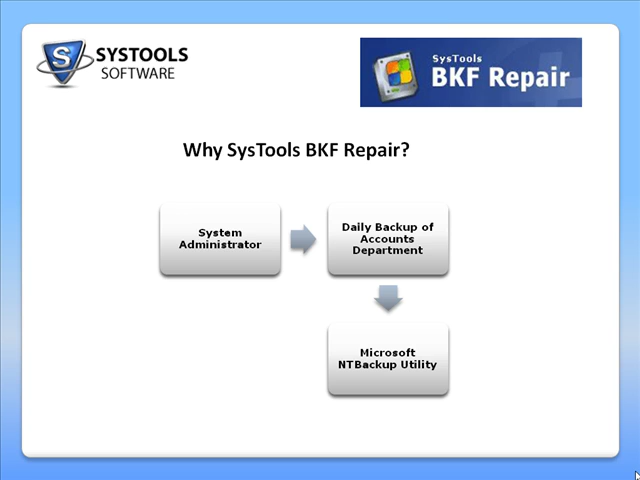 SYSTOOLS
SOFTWARE
SysTools
BKF Repair
Why SysTools BKF Repair?
System
Administrator
Daily Backup of
Accounts
Department
Microsoft
NTBackup Utility